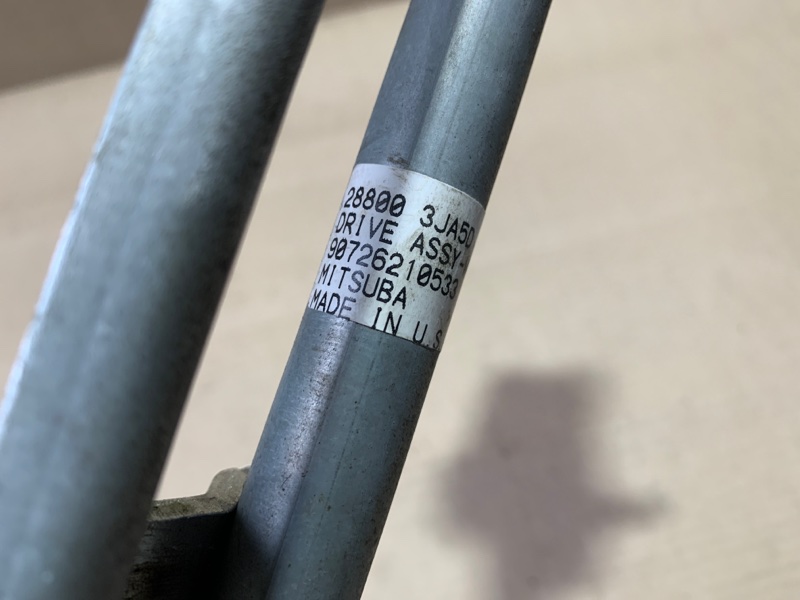 28800 3JA5D
DRIVE ASSY-
90726210533
MITSUBA
MADE IN U.S